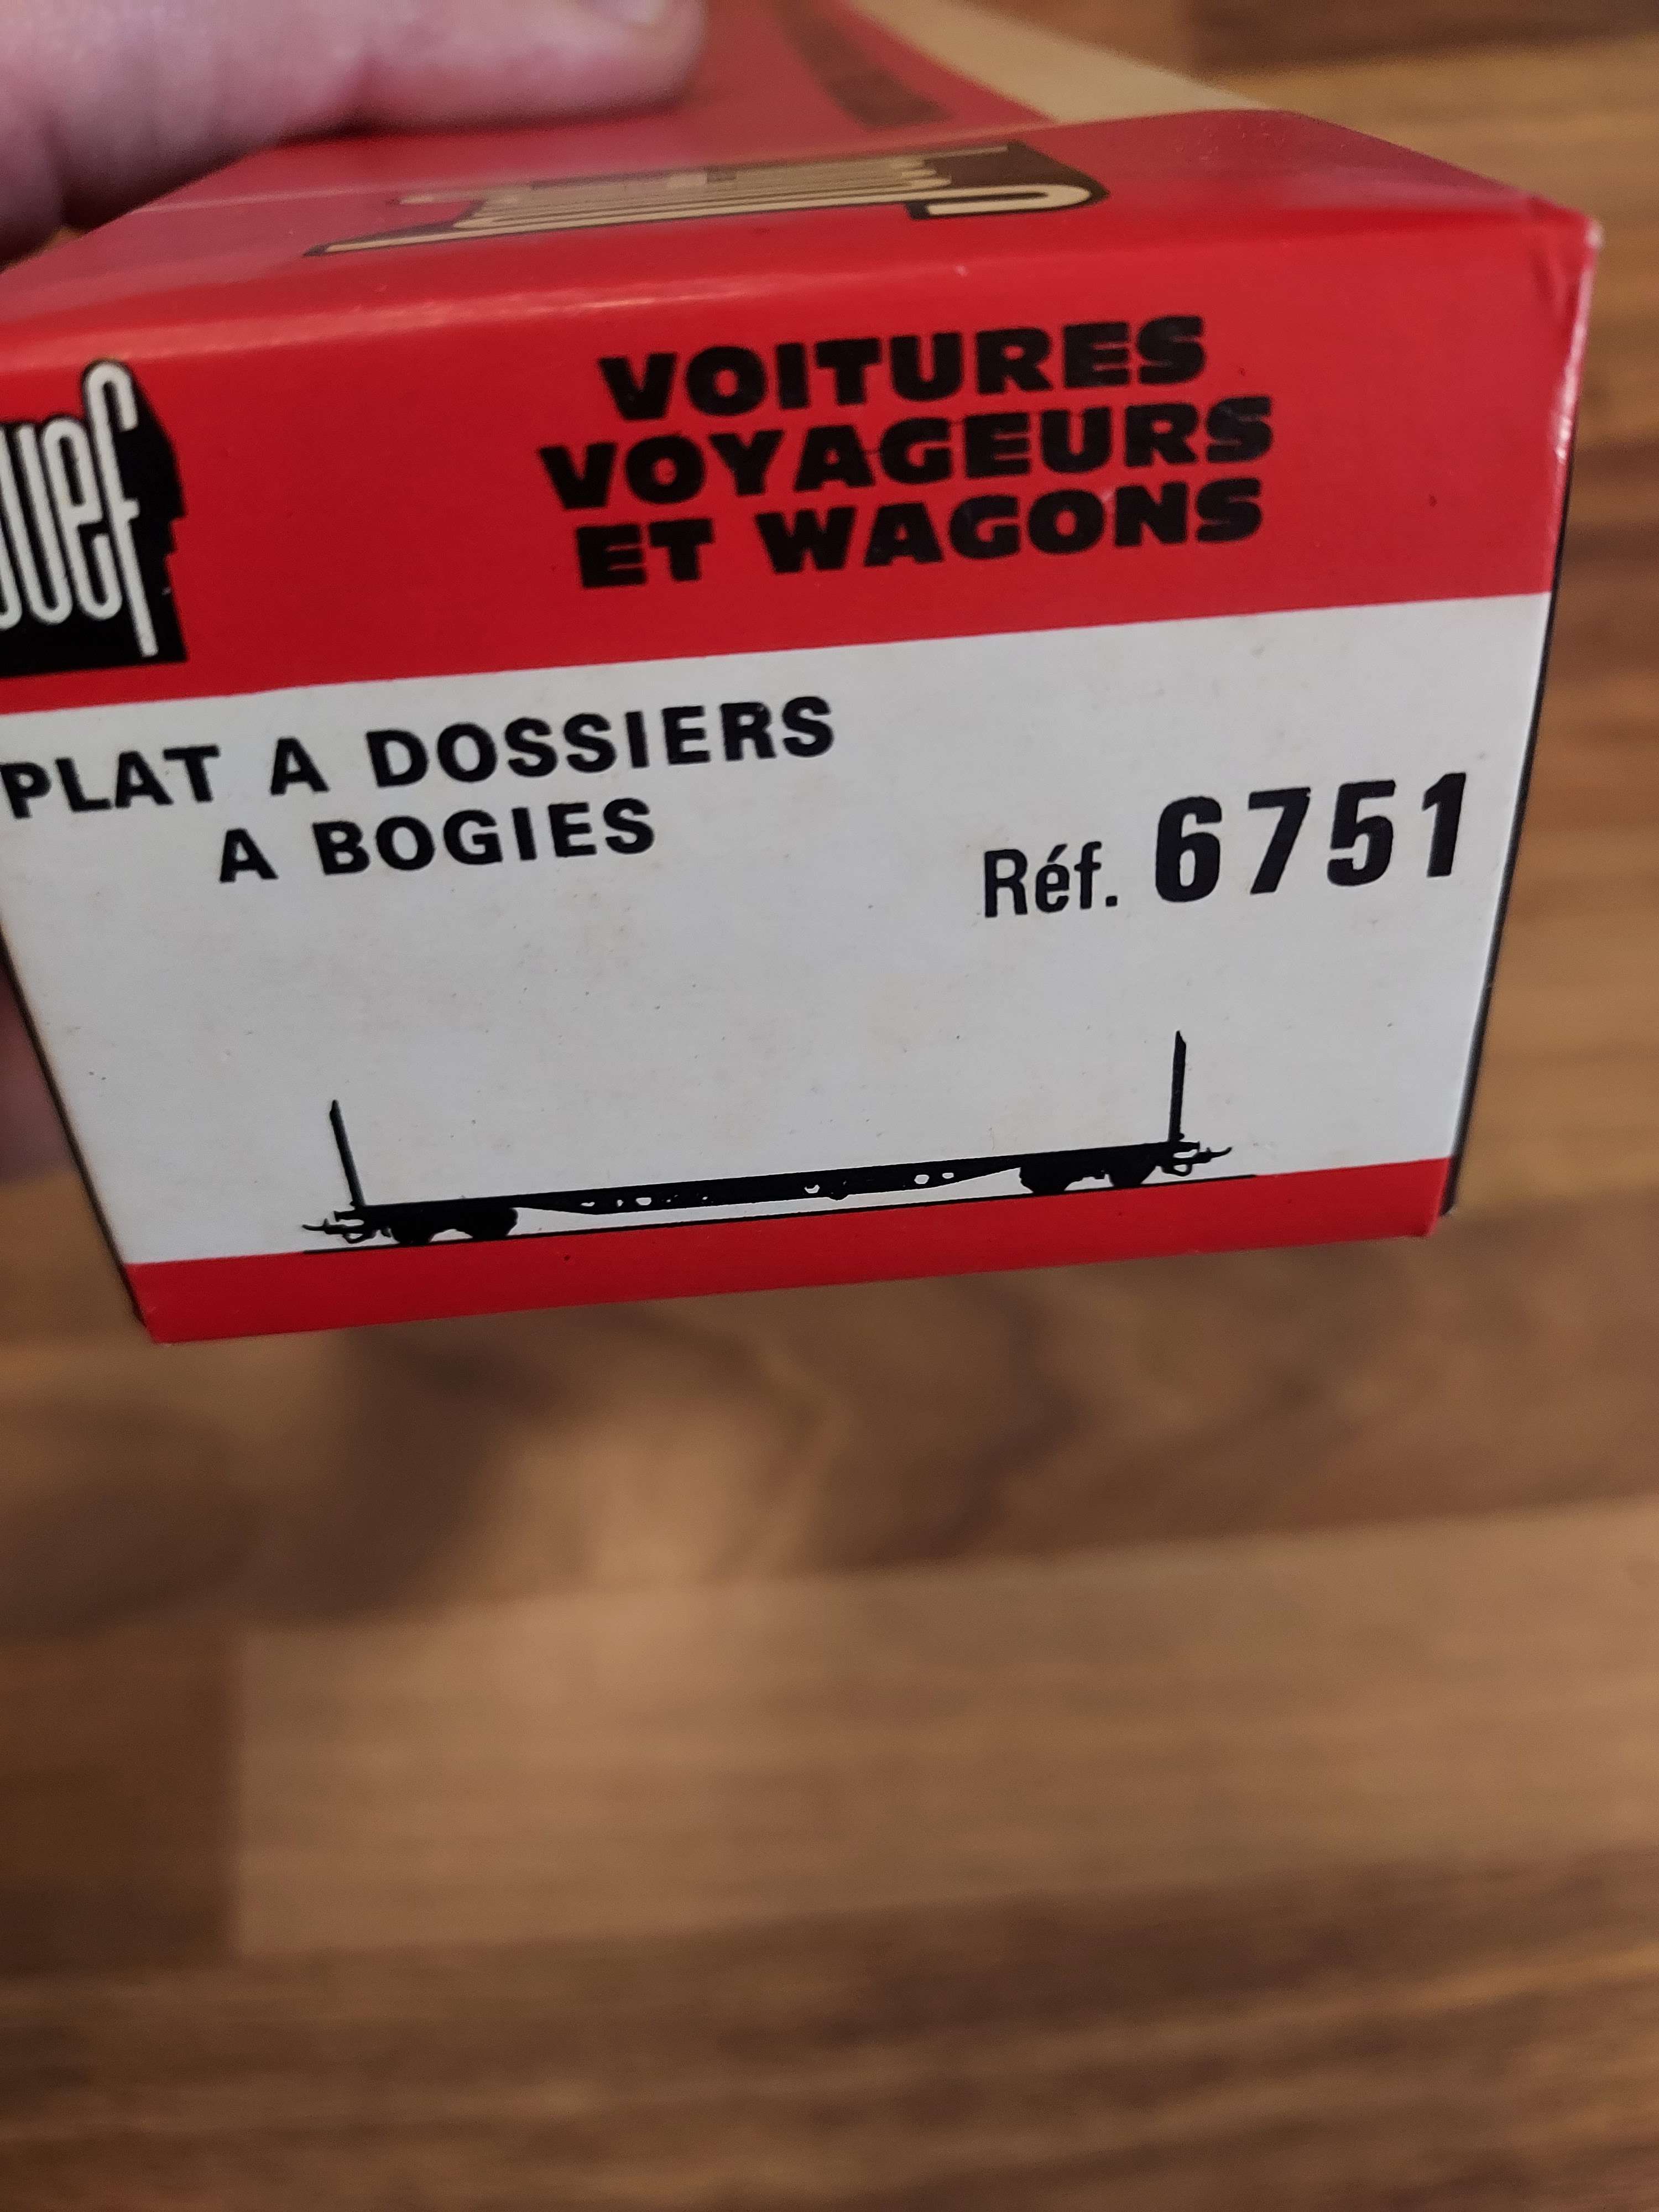 VOITURES
VOYAGEURS
ET WAGONS
PLAT A DOSSIERS
A BOGIES
Réf. 6751